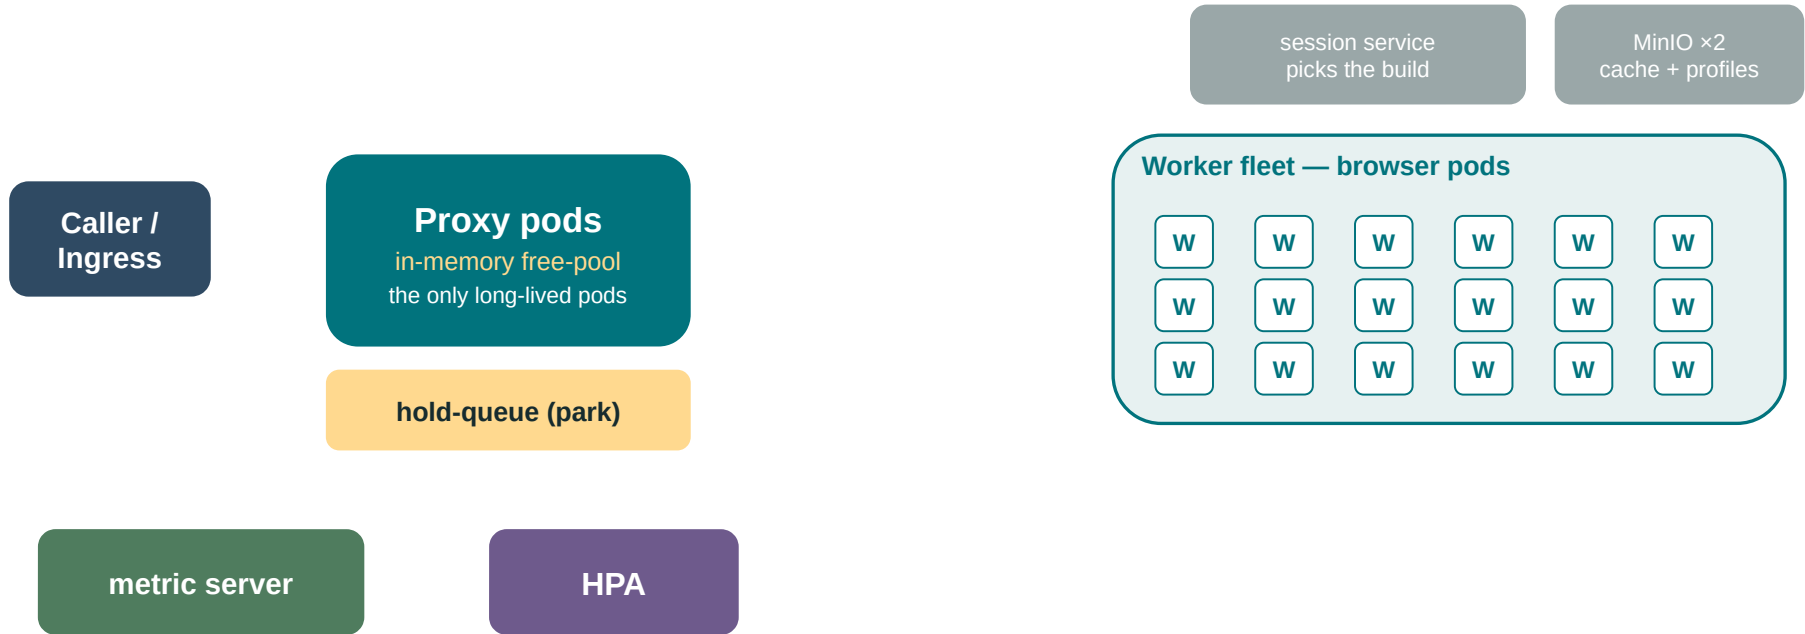 session service
picks the build
MinIO ×2
cache + profiles
Caller /
Ingress
Proxy pods
in-memory free-pool
the only long-lived pods
hold-queue (park)
Worker fleet — browser pods
W W W W W W
W W W W W W
W W W W W W
metric server
HPA